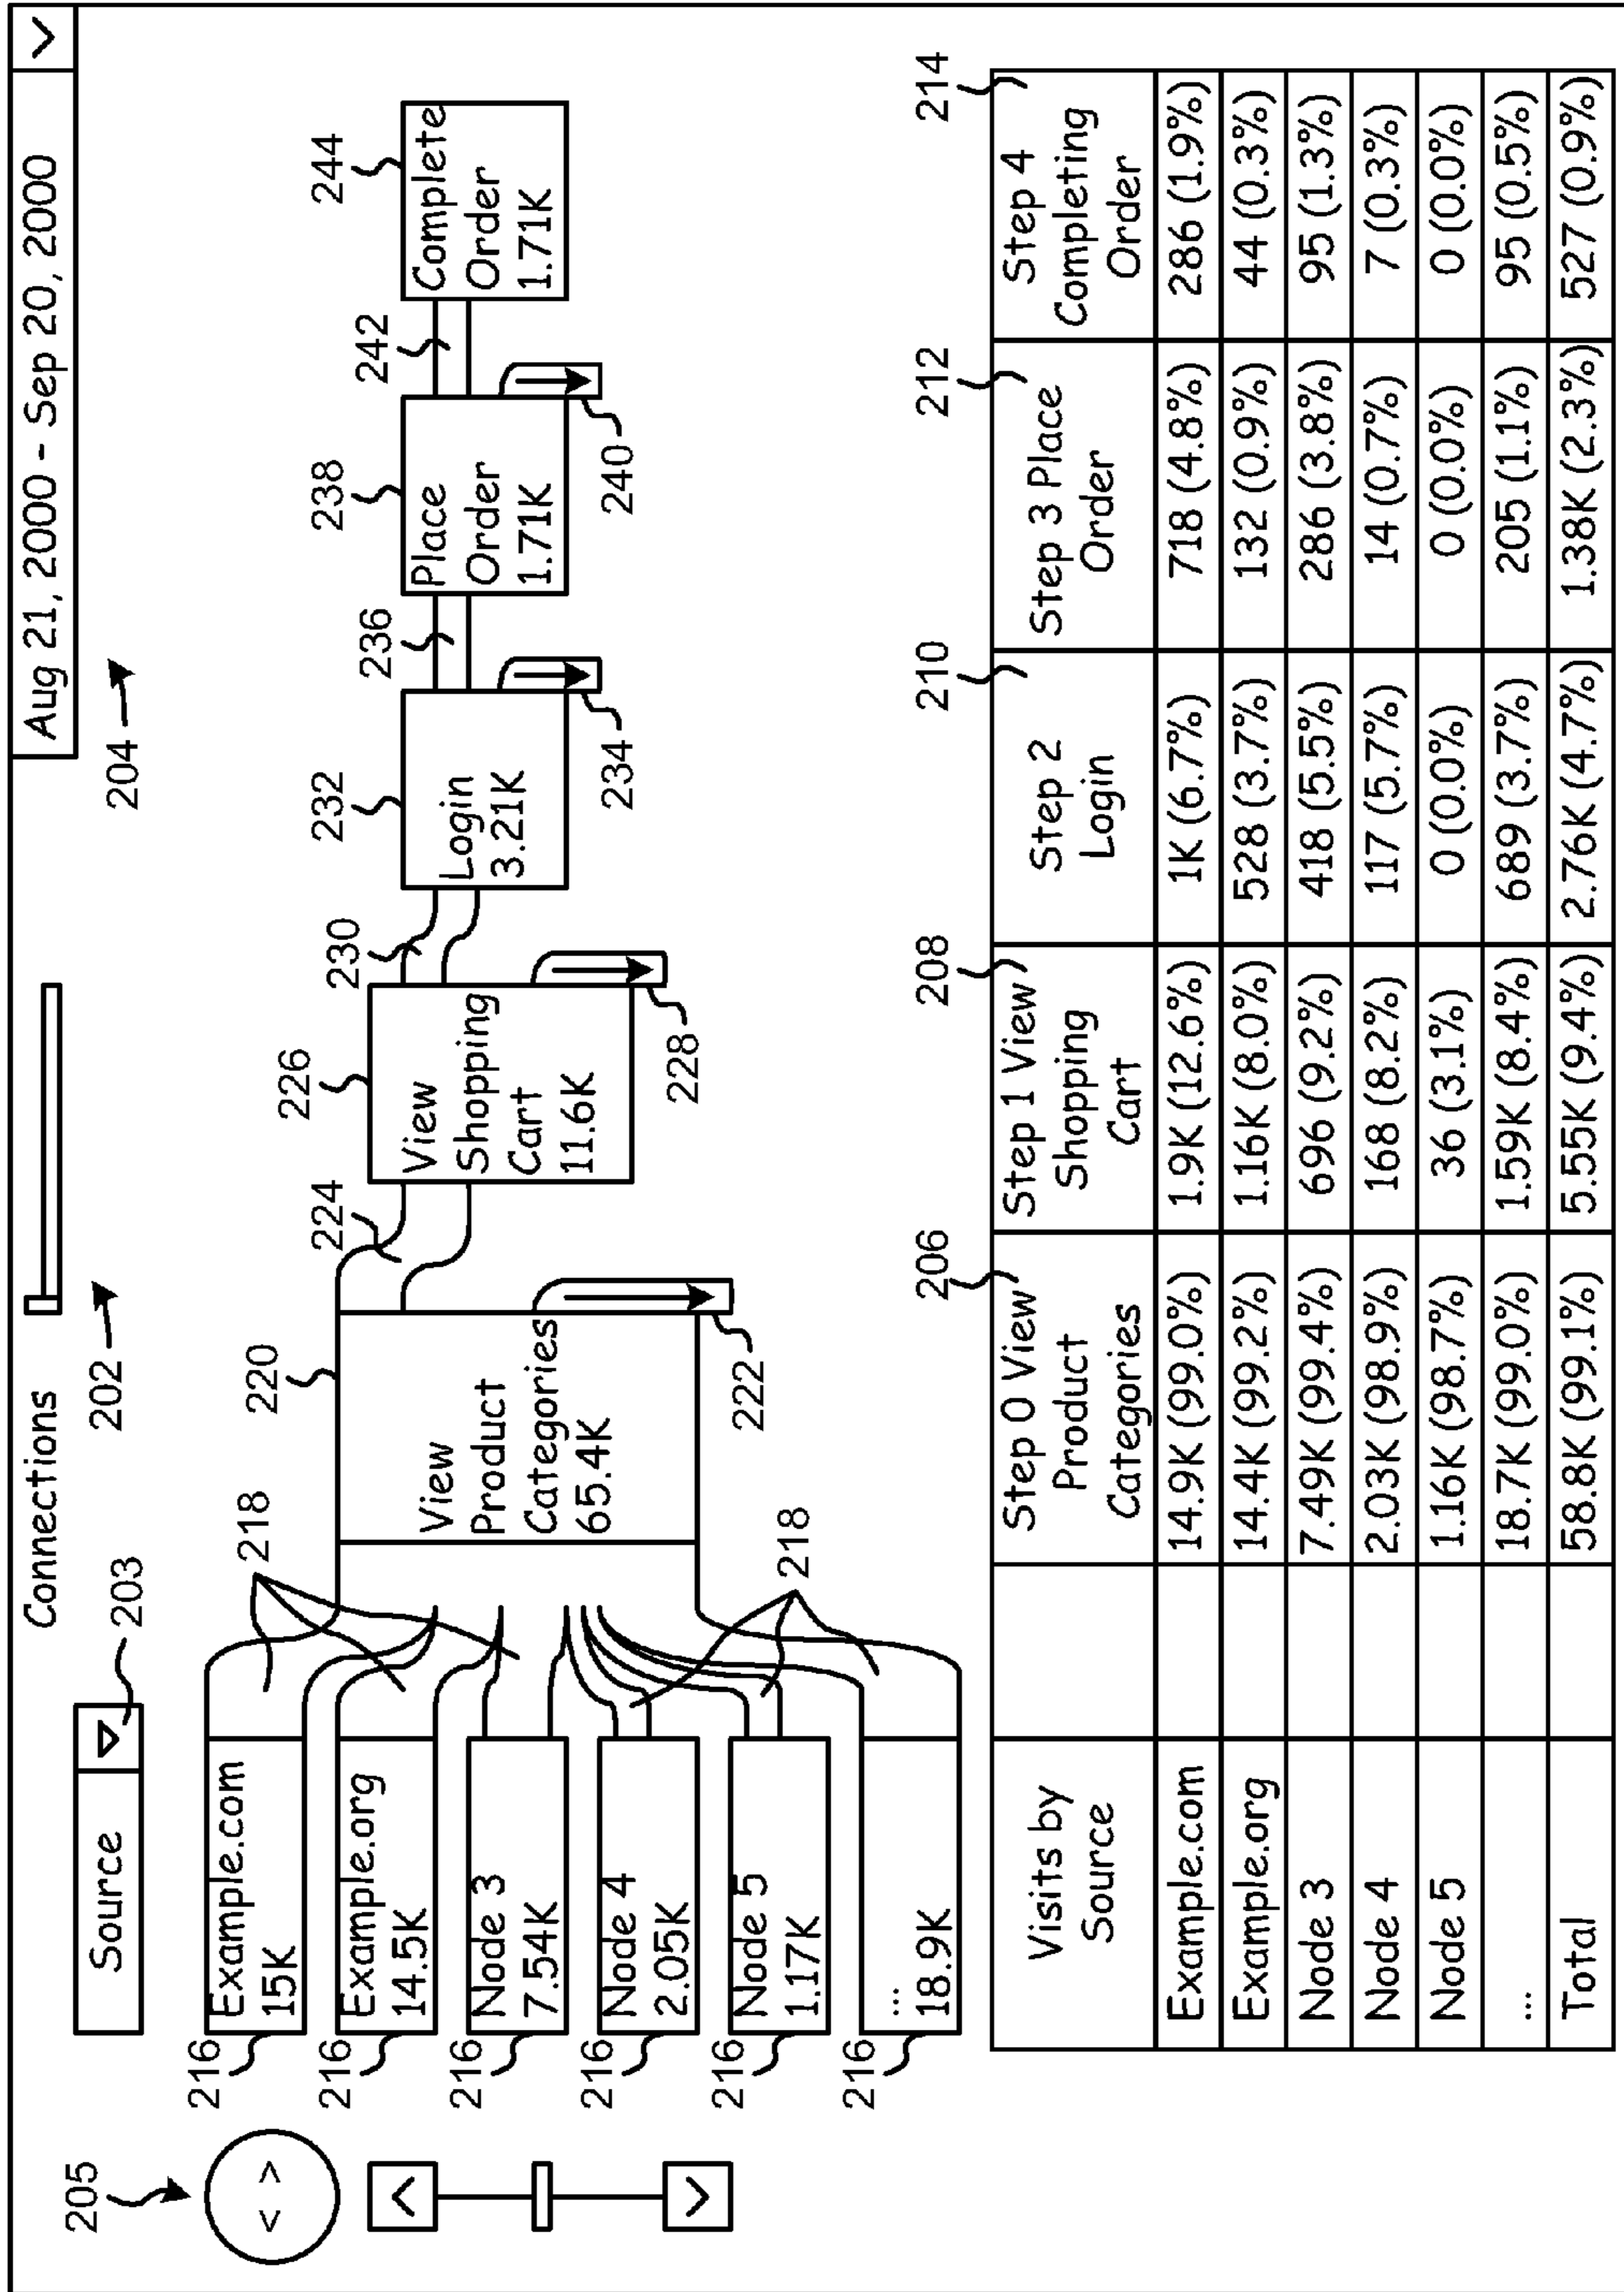 Connections
Aug 21, 2000 - Sep 20, 2000
202
204
Source
203
205
< >
216
Example.com
15K
216
Example.org
14.5K
216
Node 3
7.54K
216
Node 4
2.05K
216
Node 5
1.17K
216
...
18.9K
218
218
220
View
Product
Categories
65.4K
222
224
226
View
Shopping
Cart
11.6K
228
230
232
Login
3.21K
234
236
238
Place
Order
1.71K
240
242
244
Complete
Order
1.71K
206
208
210
212
214
Visits by
Source
Step 0 View
Product
Categories
Step 1 View
Shopping
Cart
Step 2
Login
Step 3 Place
Order
Step 4
Completing
Order
Example.com 14.9K (99.0%) 1.9K (12.6%) 1K (6.7%) 718 (4.8%) 286 (1.9%)
Example.org 14.4K (99.2%) 1.16K (8.0%) 528 (3.7%) 132 (0.9%) 44 (0.3%)
Node 3 7.49K (99.4%) 696 (9.2%) 418 (5.5%) 286 (3.8%) 95 (1.3%)
Node 4 2.03K (98.9%) 168 (8.2%) 117 (5.7%) 14 (0.7%) 7 (0.3%)
Node 5 1.16K (98.7%) 36 (3.1%) 0 (0.0%) 0 (0.0%) 0 (0.0%)
... 18.7K (99.0%) 1.59K (8.4%) 689 (3.7%) 205 (1.1%) 95 (0.5%)
Total 58.8K (99.1%) 5.55K (9.4%) 2.76K (4.7%) 1.38K (2.3%) 527 (0.9%)